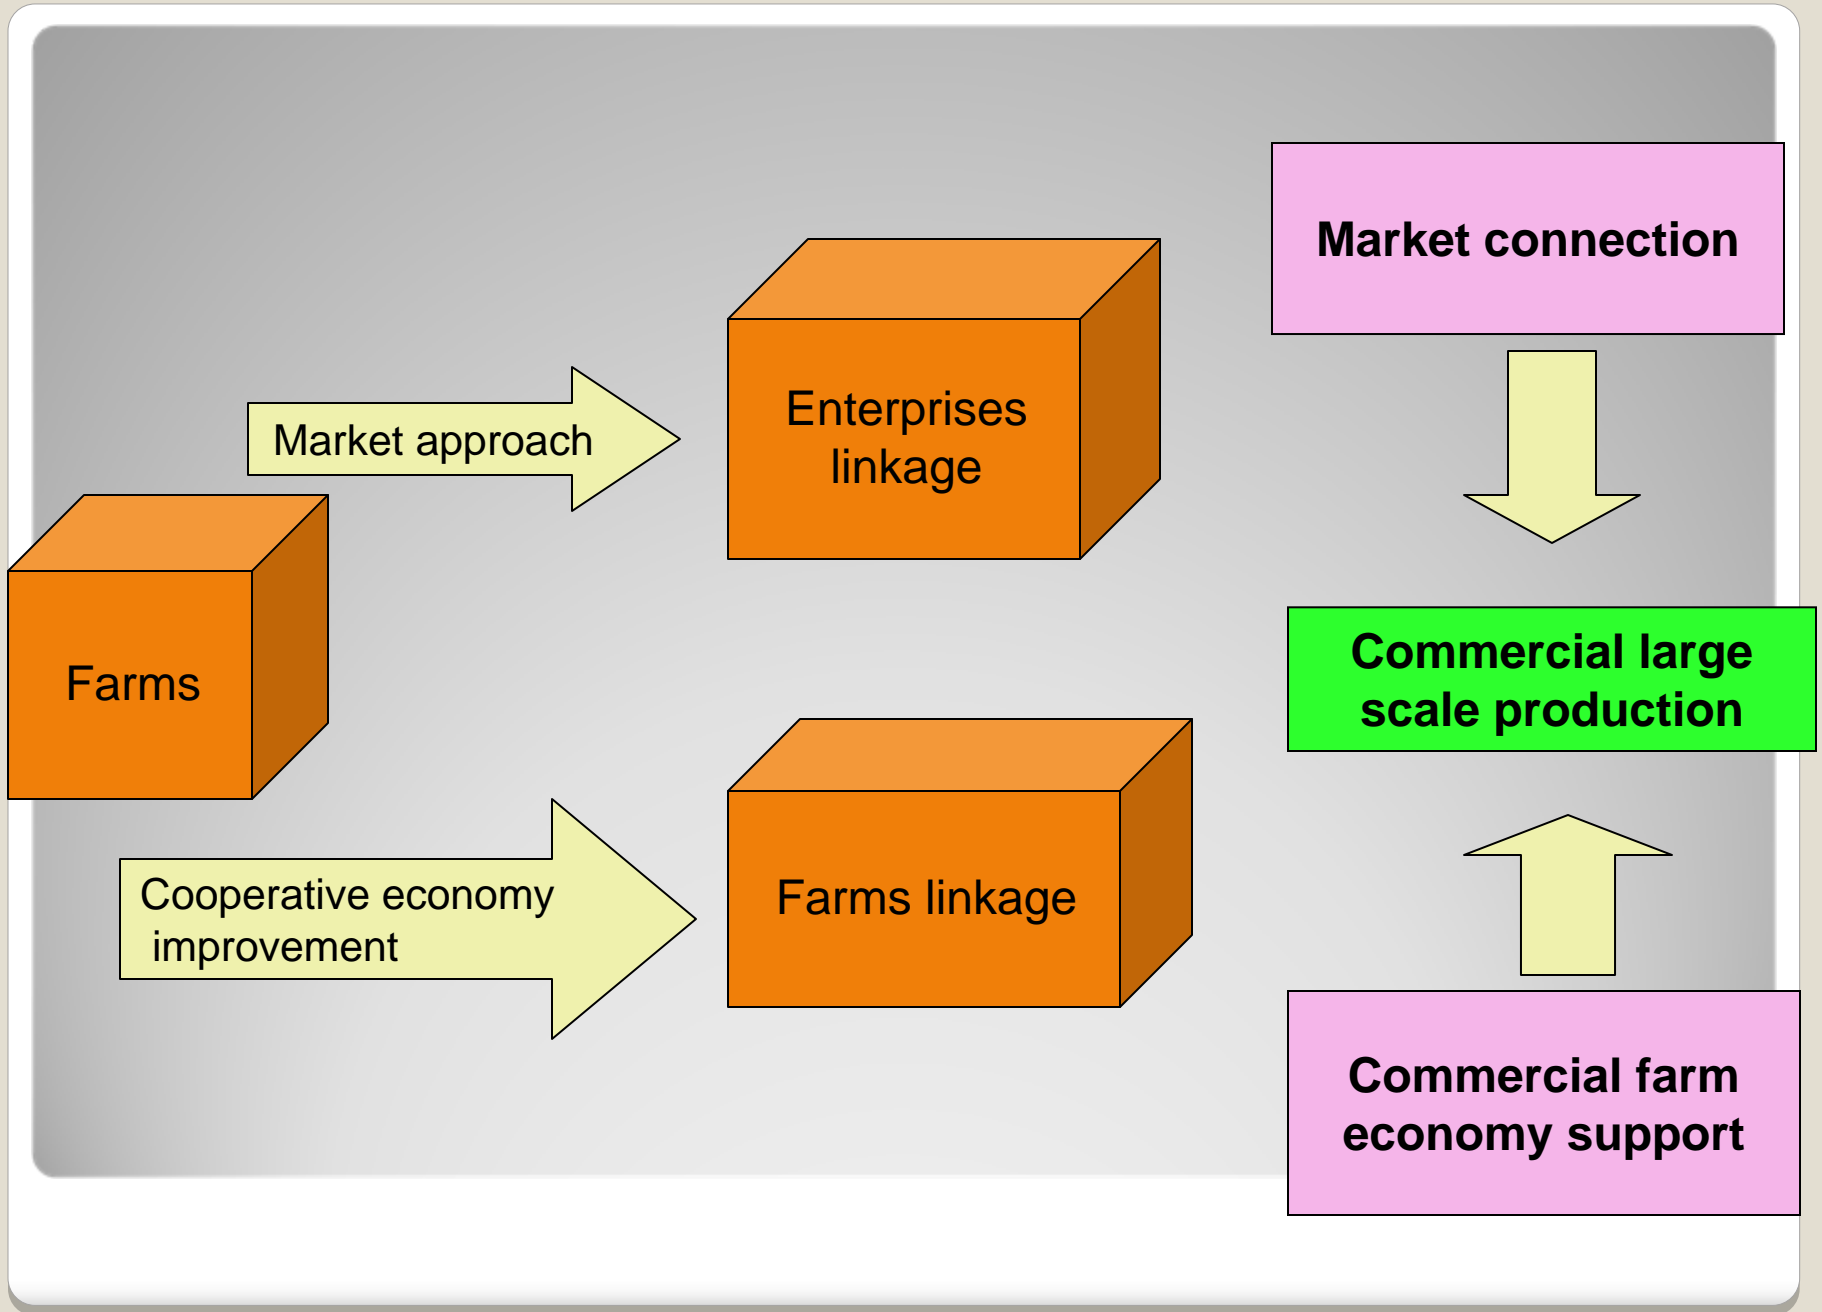 Market connection
Enterprises
linkage
Market approach
Farms
Commercial large
scale production
Cooperative economy
improvement
Farms linkage
Commercial farm
economy support